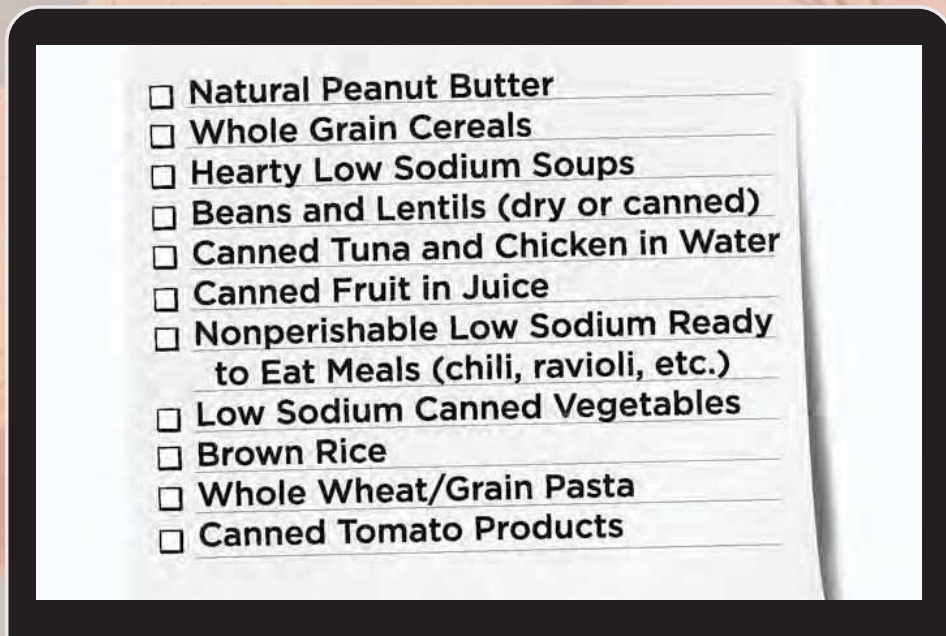 Natural Peanut Butter
Whole Grain Cereals
Hearty Low Sodium Soups
Beans and Lentils (dry or canned)
Canned Tuna and Chicken in Water
Canned Fruit in Juice
Nonperishable Low Sodium Ready
to Eat Meals (chili, ravioli, etc.)
Low Sodium Canned Vegetables
Brown Rice
Whole Wheat/Grain Pasta
Canned Tomato Products